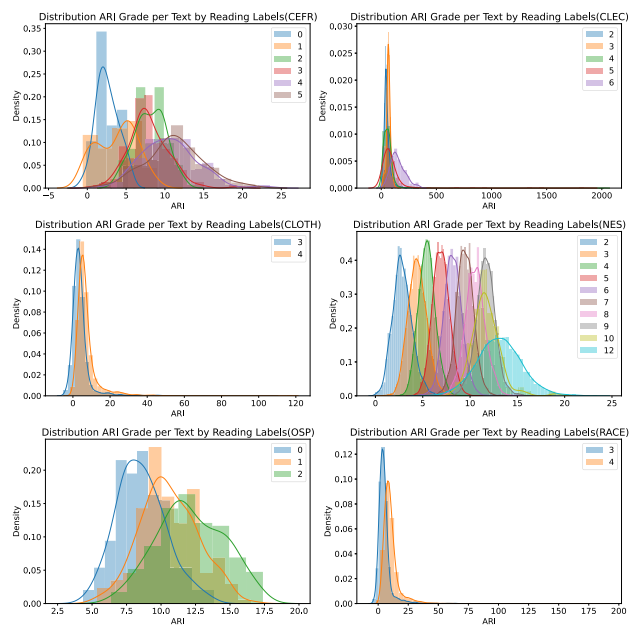 Distribution ARI Grade per Text by Reading Labels(CEFR)
Density
0,35
0,30
0,25
0,20
0,15
0,10
0,05
0,00
−5 0 5 10 15 20 25
ARI
0
1
2
3
4
5
Distribution ARI Grade per Text by Reading Labels(CLEC)
Density
0,030
0,025
0,020
0,015
0,010
0,005
0,000
0 500 1000 1500 2000
ARI
2
3
4
5
6
Distribution ARI Grade per Text by Reading Labels(CLOTH)
Density
0,14
0,12
0,10
0,08
0,06
0,04
0,02
0,00
0 20 40 60 80 100 120
ARI
3
4
Distribution ARI Grade per Text by Reading Labels(NES)
Density
0,4
0,3
0,2
0,1
0,0
0 5 10 15 20 25
ARI
2
3
4
5
6
7
8
9
10
12
Distribution ARI Grade per Text by Reading Labels(OSP)
Density
0,20
0,15
0,10
0,05
0,00
2.5 5.0 7.5 10.0 12.5 15.0 17.5 20.0
ARI
0
1
2
Distribution ARI Grade per Text by Reading Labels(RACE)
Density
0,12
0,10
0,08
0,06
0,04
0,02
0,00
−25 0 25 50 75 100 125 150 175 200
ARI
3
4